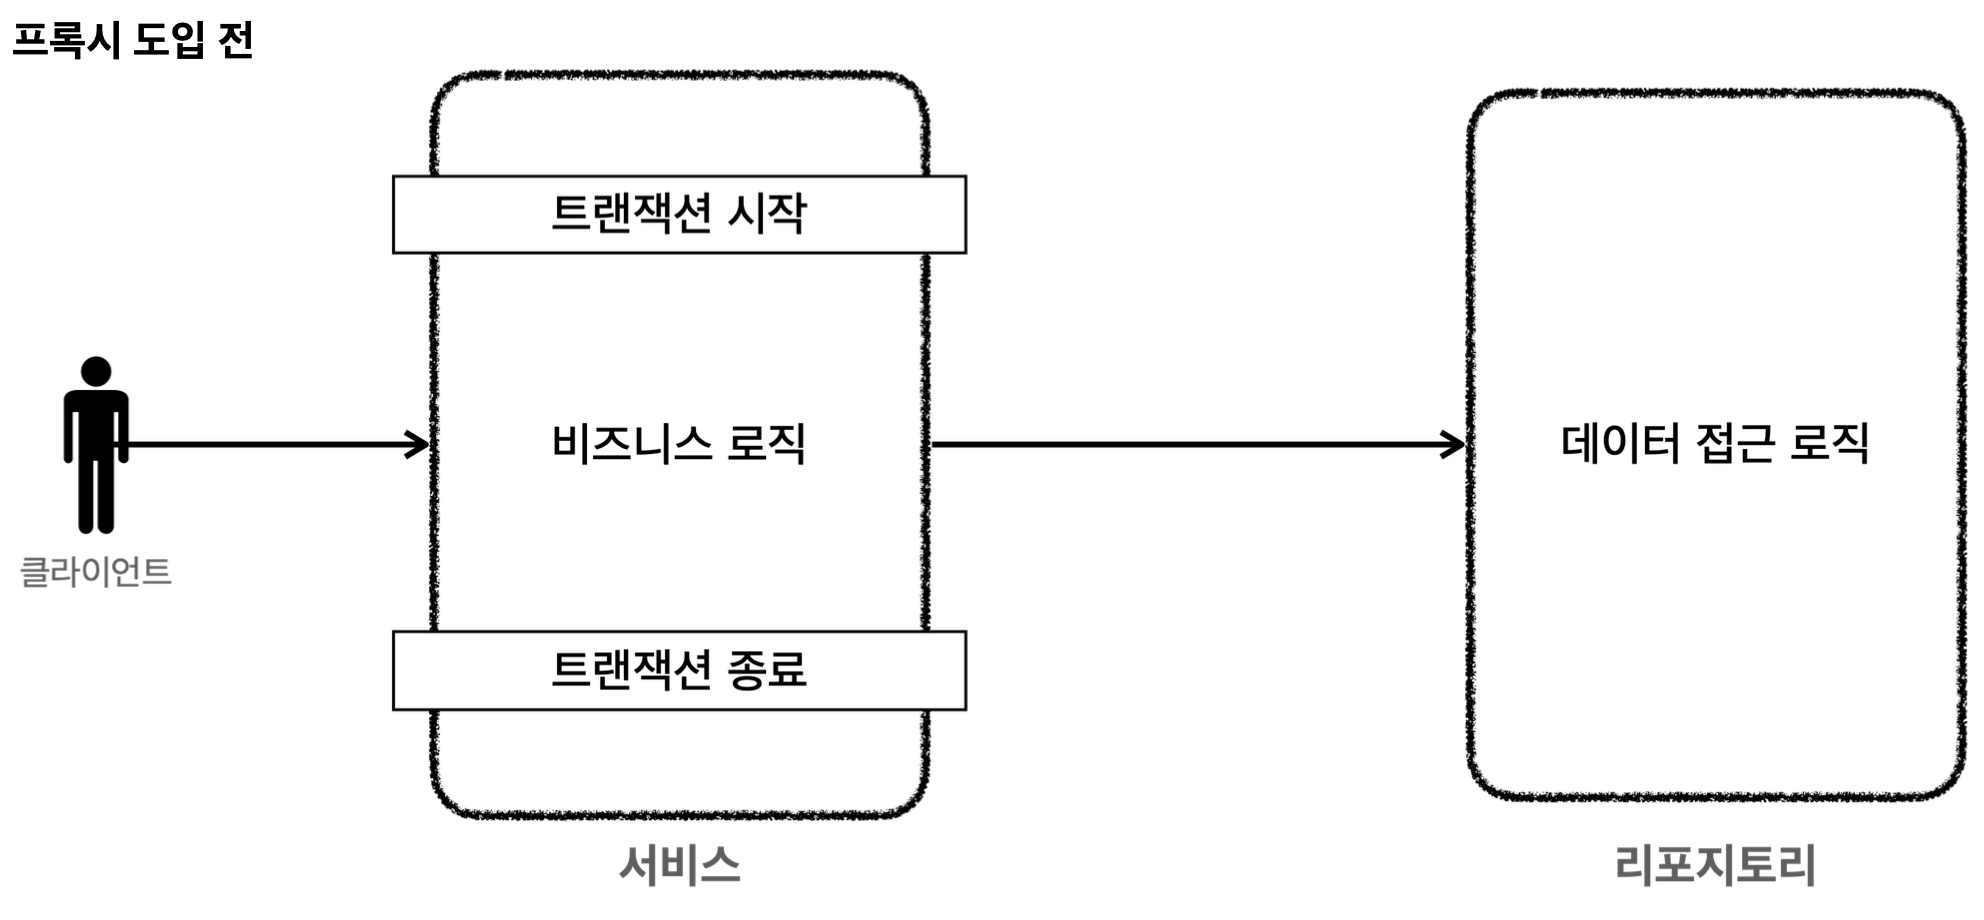 프록시 도입 전
트랜잭션 시작
비즈니스 로직
데이터 접근 로직
클라이언트
트랜잭션 종료
서비스
리포지토리